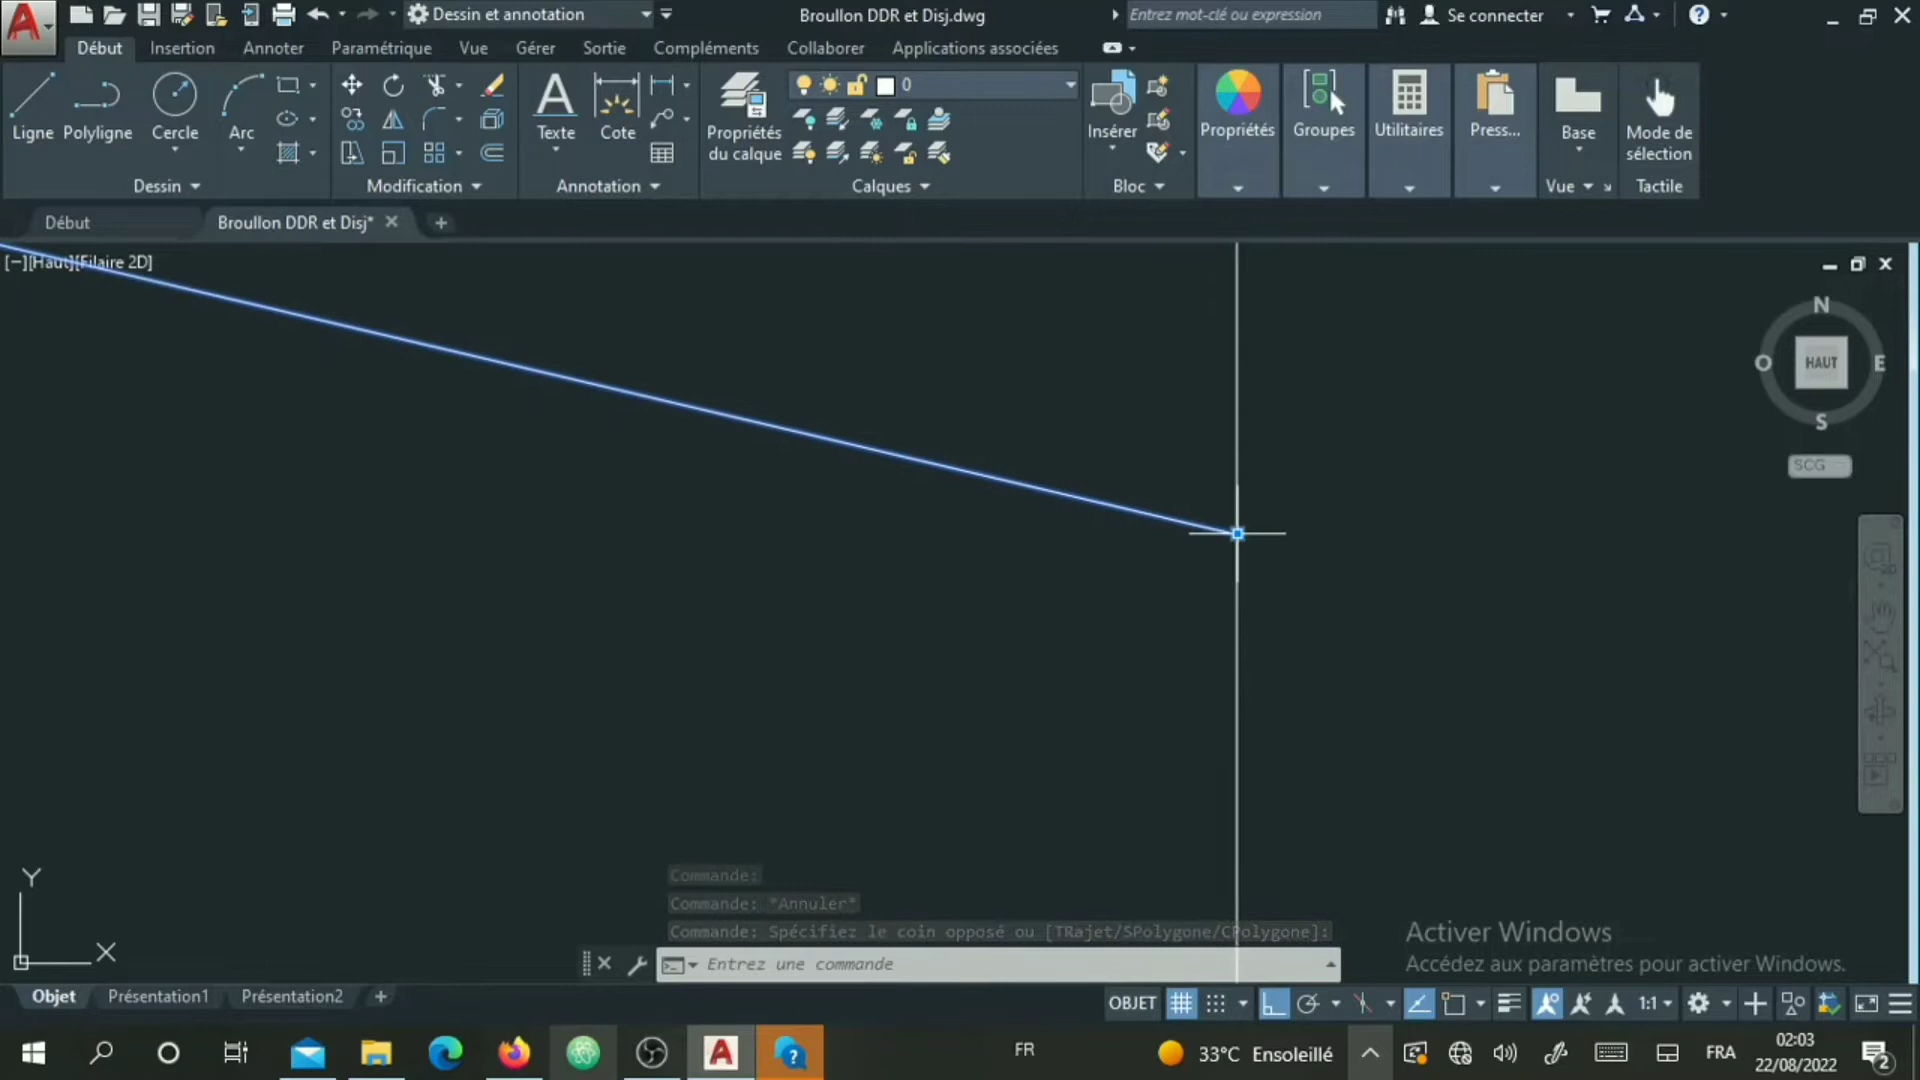 Dessin et annotation
Broullon DDR et Disj.dwg
Entrez mot-clé ou expression
Se connecter
Début Insertion Annoter Paramétrique Vue Gérer Sortie Compléments Collaborer Applications associées
0
Ligne Polyligne Cercle Arc
Texte Cote
Propriétés
du calque
Insérer
Propriétés Groupes Utilitaires Press... Base
Mode de
sélection
Dessin Modification Annotation Calques Bloc Vue Tactile
Début
Broullon DDR et Disj*
[−][Haut][Filaire 2D]
N
O HAUT E
S
SCG
Y
X
Commande:
Commande: *Annuler*
Commande: Spécifiez le coin opposé ou [TRajet/SPolygone/CPolygone]:
Entrez une commande
Activer Windows
Accédez aux paramètres pour activer Windows.
Objet Présentation1 Présentation2
OBJET
1:1
FR
33°C Ensoleillé
FRA
02:03
22/08/2022
2